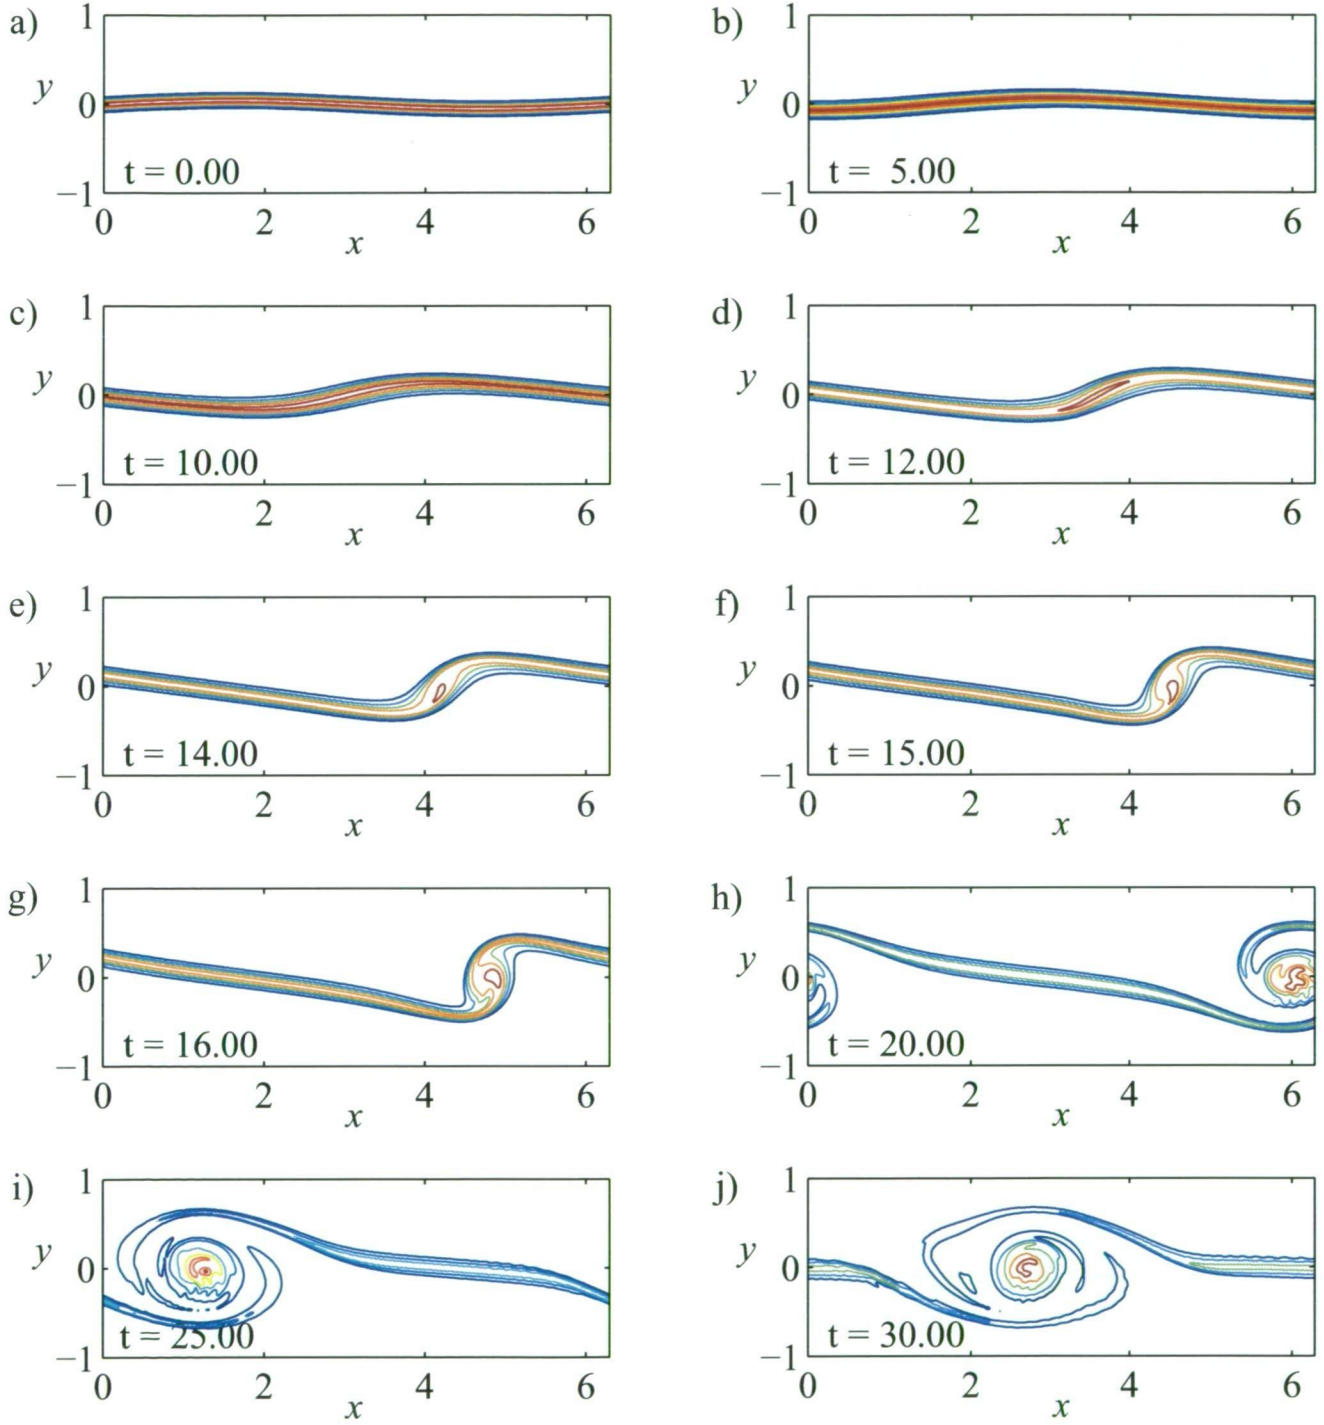 a) 1 b) 1
y 0 y 0
t = 0.00 t = 5.00
−1 −1
0 2 4 6 0 2 4 6
x x
c) 1 d) 1
y 0 y 0
t = 10.00 t = 12.00
−1 −1
0 2 4 6 0 2 4 6
x x
e) 1 f) 1
y 0 y 0
t = 14.00 t = 15.00
−1 −1
0 2 4 6 0 2 4 6
x x
g) 1 h) 1
y 0 y 0
t = 16.00 t = 20.00
−1 −1
0 2 4 6 0 2 4 6
x x
i) 1 j) 1
y 0 y 0
t = 25.00 t = 30.00
−1 −1
0 2 4 6 0 2 4 6
x x